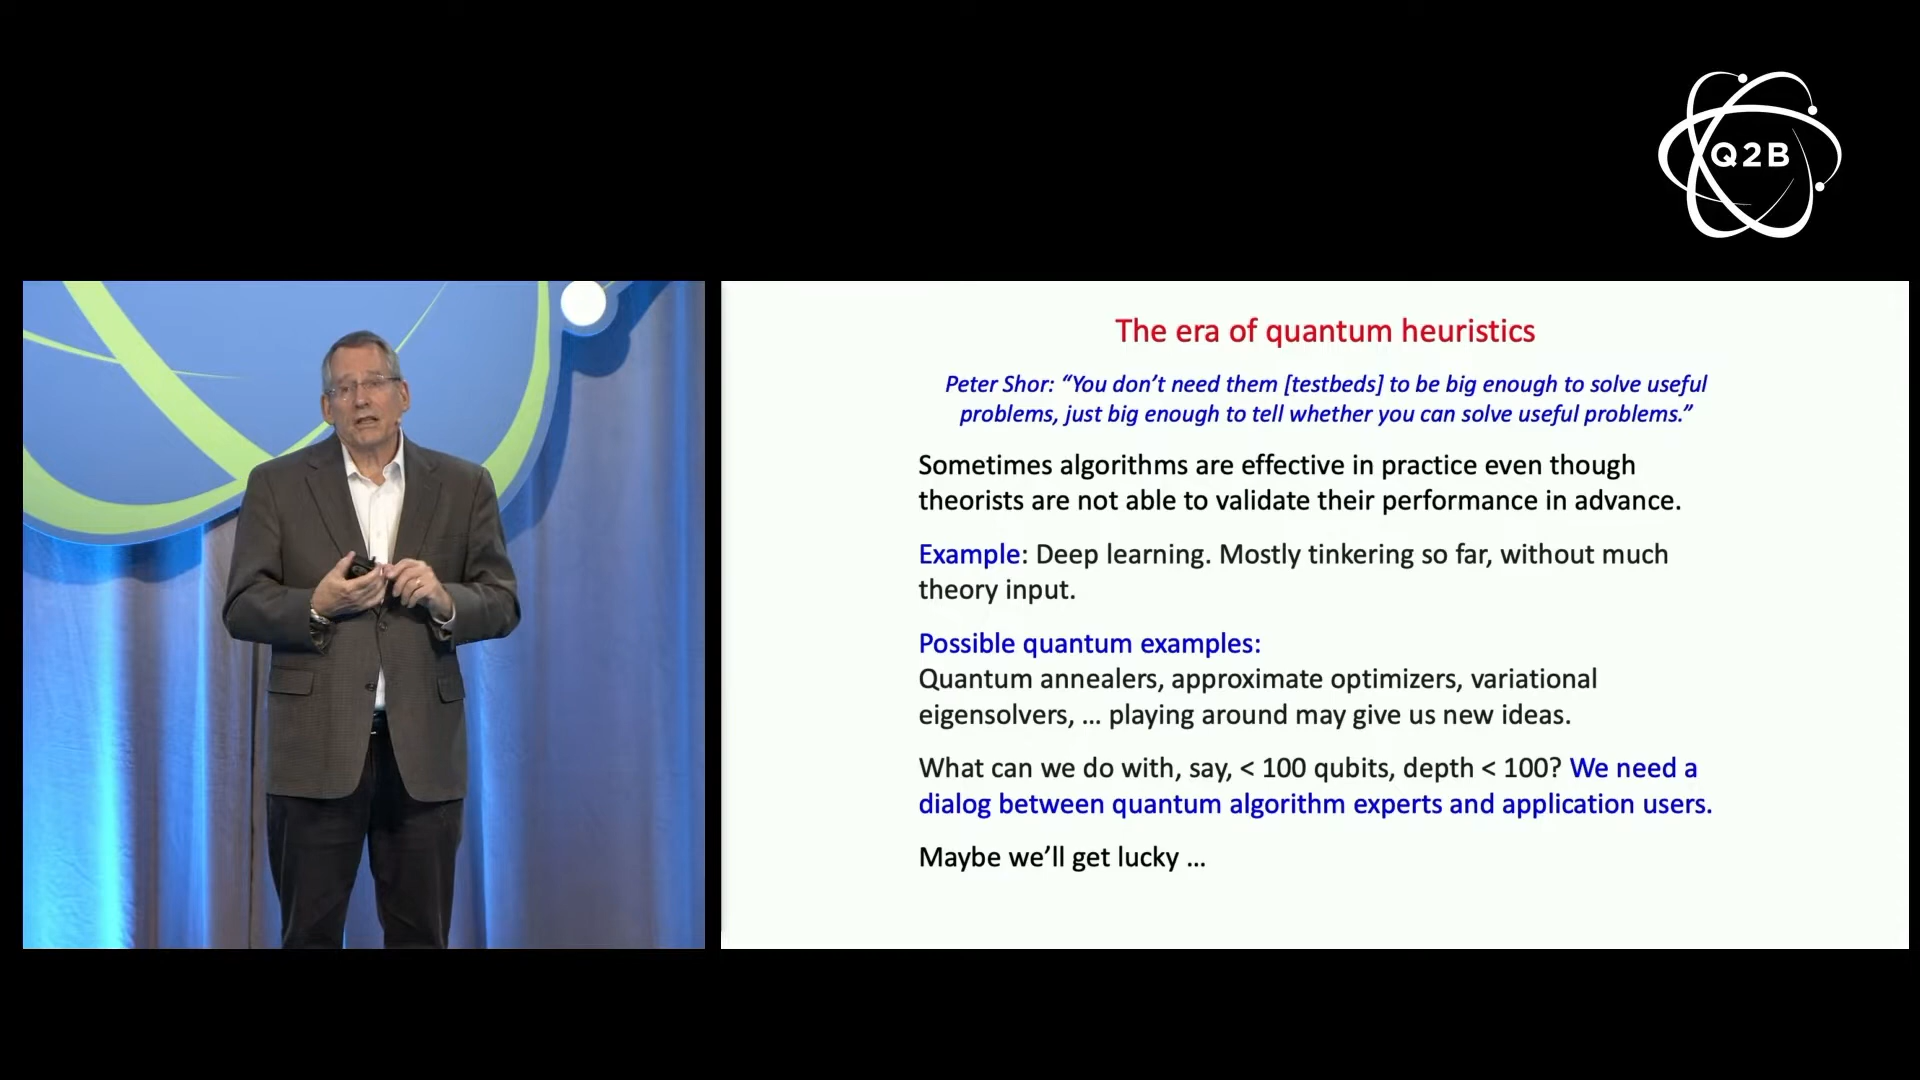 Q2B
The era of quantum heuristics
Peter Shor: “You don’t need them [testbeds] to be big enough to solve useful
problems, just big enough to tell whether you can solve useful problems.”
Sometimes algorithms are effective in practice even though
theorists are not able to validate their performance in advance.
Example: Deep learning. Mostly tinkering so far, without much
theory input.
Possible quantum examples:
Quantum annealers, approximate optimizers, variational
eigensolvers, … playing around may give us new ideas.
What can we do with, say, < 100 qubits, depth < 100? We need a
dialog between quantum algorithm experts and application users.
Maybe we’ll get lucky …